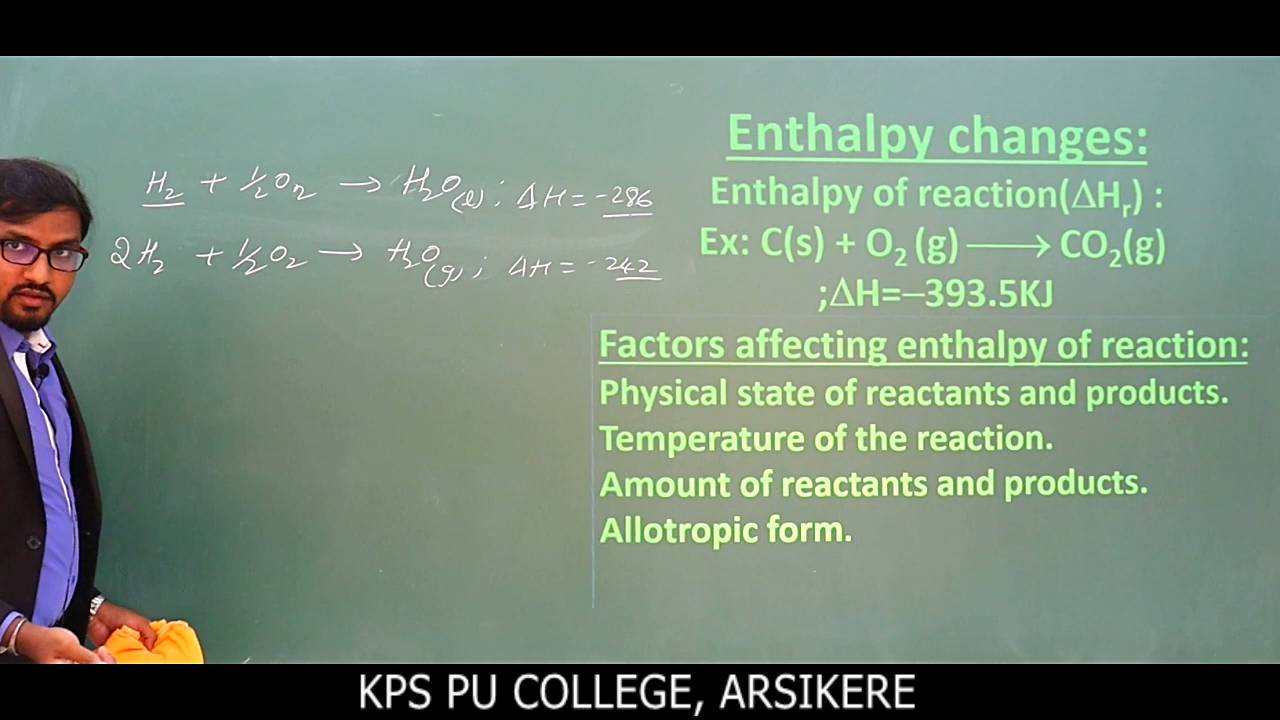 H₂ + ½O₂ → H₂O(l) ; ΔH = -286
2H₂ + ½O₂ → H₂O(g) ; ΔH = -242
Enthalpy changes:
Enthalpy of reaction(ΔHᵣ) :
Ex: C(s) + O₂ (g) ⟶ CO₂(g)
;ΔH=–393.5KJ
Factors affecting enthalpy of reaction:
Physical state of reactants and products.
Temperature of the reaction.
Amount of reactants and products.
Allotropic form.
KPS PU COLLEGE, ARSIKERE